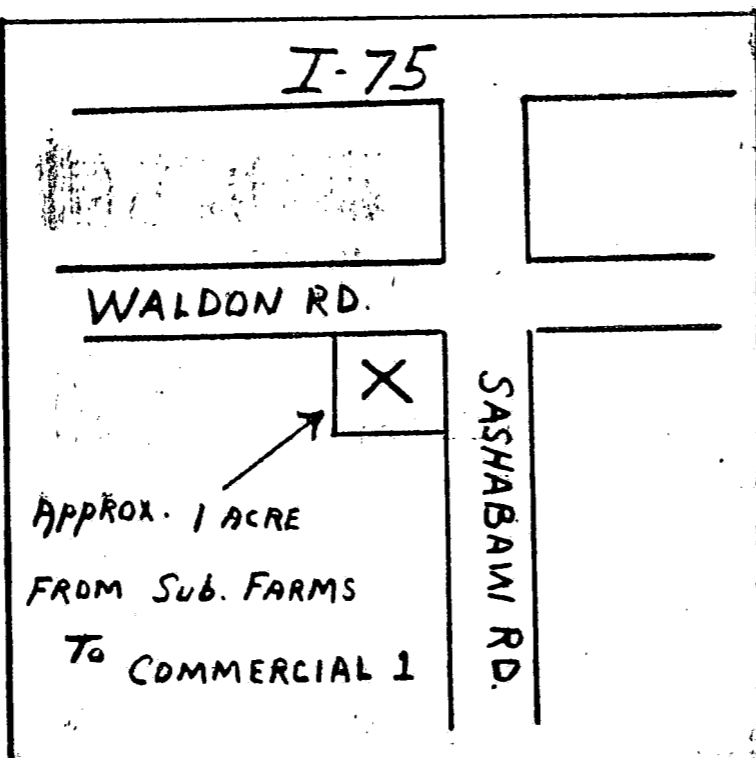 I-75
WALDON RD.
X
SASHABAW RD.
APPROX. 1 ACRE
FROM Sub. FARMS
To COMMERCIAL 1